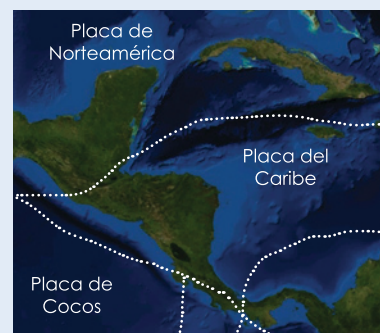 Placa de
Norteamérica
Placa del
Caribe
Placa de
Cocos